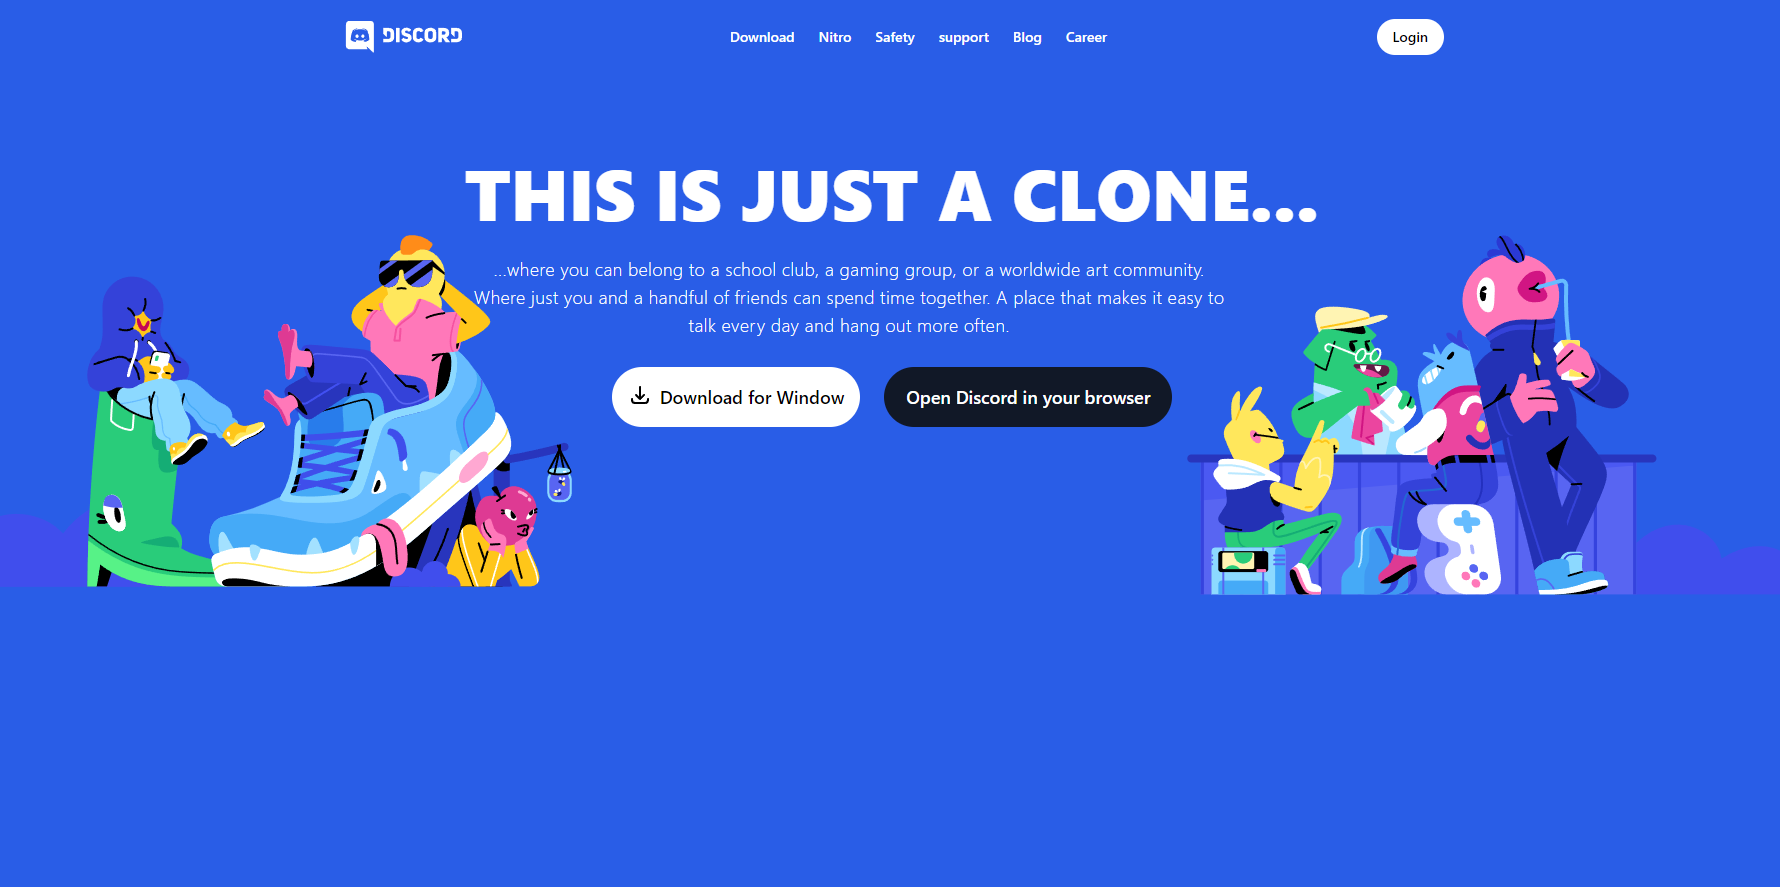 DISCORD
Download Nitro Safety support Blog Career
Login
THIS IS JUST A CLONE...
...where you can belong to a school club, a gaming group, or a worldwide art community.
Where just you and a handful of friends can spend time together. A place that makes it easy to
talk every day and hang out more often.
Download for Window
Open Discord in your browser